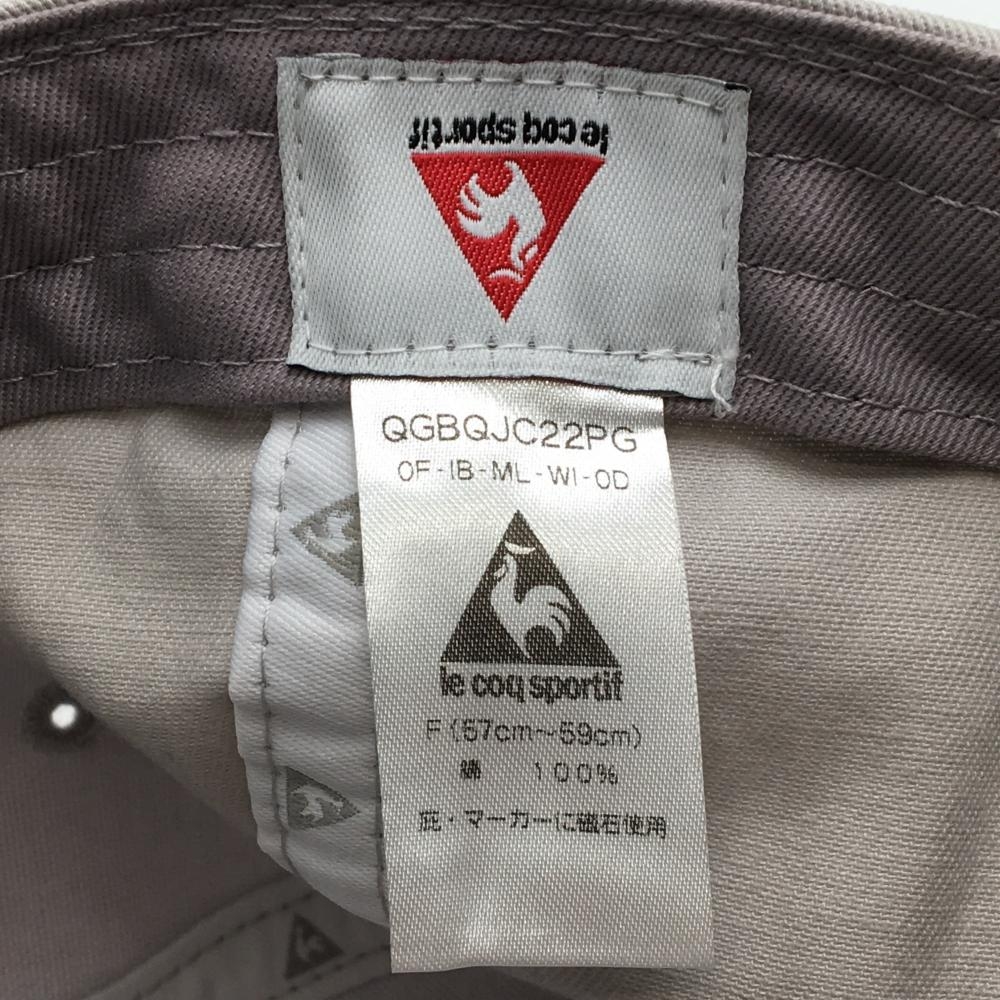 le coq sportif
QGBQJC22PG
OF-IB-ML-WI-OD
le coq sportif
F(57cm~59cm)
綿 100%
庇・マーカーに磁石使用